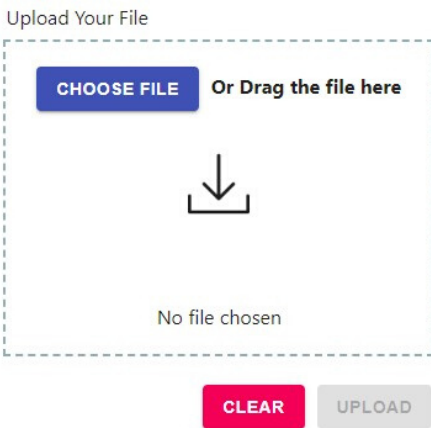 Upload Your File
CHOOSE FILE Or Drag the file here
No file chosen
CLEAR UPLOAD